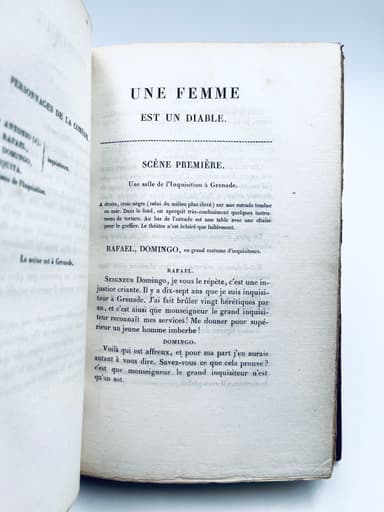 PERSONNAGES DE LA COMÉDIE.
ANTONIO
RAFAEL,
DOMINGO,
inquisiteurs.
de l'Inquisition.
La scène est à Grenade.
UNE FEMME
EST UN DIABLE.
SCÈNE PREMIÈRE.
Une salle de l'Inquisition à Grenade.
A droite, trois sièges (celui du milieu plus élevé) sur une estrade tendue
en noir. Dans le fond, on aperçoit très-confusément quelques instrumens
de torture. Au bas de l'estrade est une table avec une chaise
pour le greffier. Le théâtre n'est éclairé que faiblement.
RAFAEL, DOMINGO, en grand costume d'inquisiteurs.
RAFAEL.
SEIGNEUR Domingo, je vous le répète, c'est une in-
justice criante. Il y a dix-sept ans que je suis inquisiteur
à Grenade. J'ai fait brûler vingt hérétiques par
an, et c'est ainsi que monseigneur le grand inquisi-
teur reconnaît mes services! Me donner pour supé-
rieur un jeune homme imberbe!
DOMINGO.
Voilà qui est affreux, et pour ma part j'en aurais
autant à vous dire. Savez-vous ce que cela prouve?
c'est que monseigneur le grand inquisiteur n'est
qu'un sot.